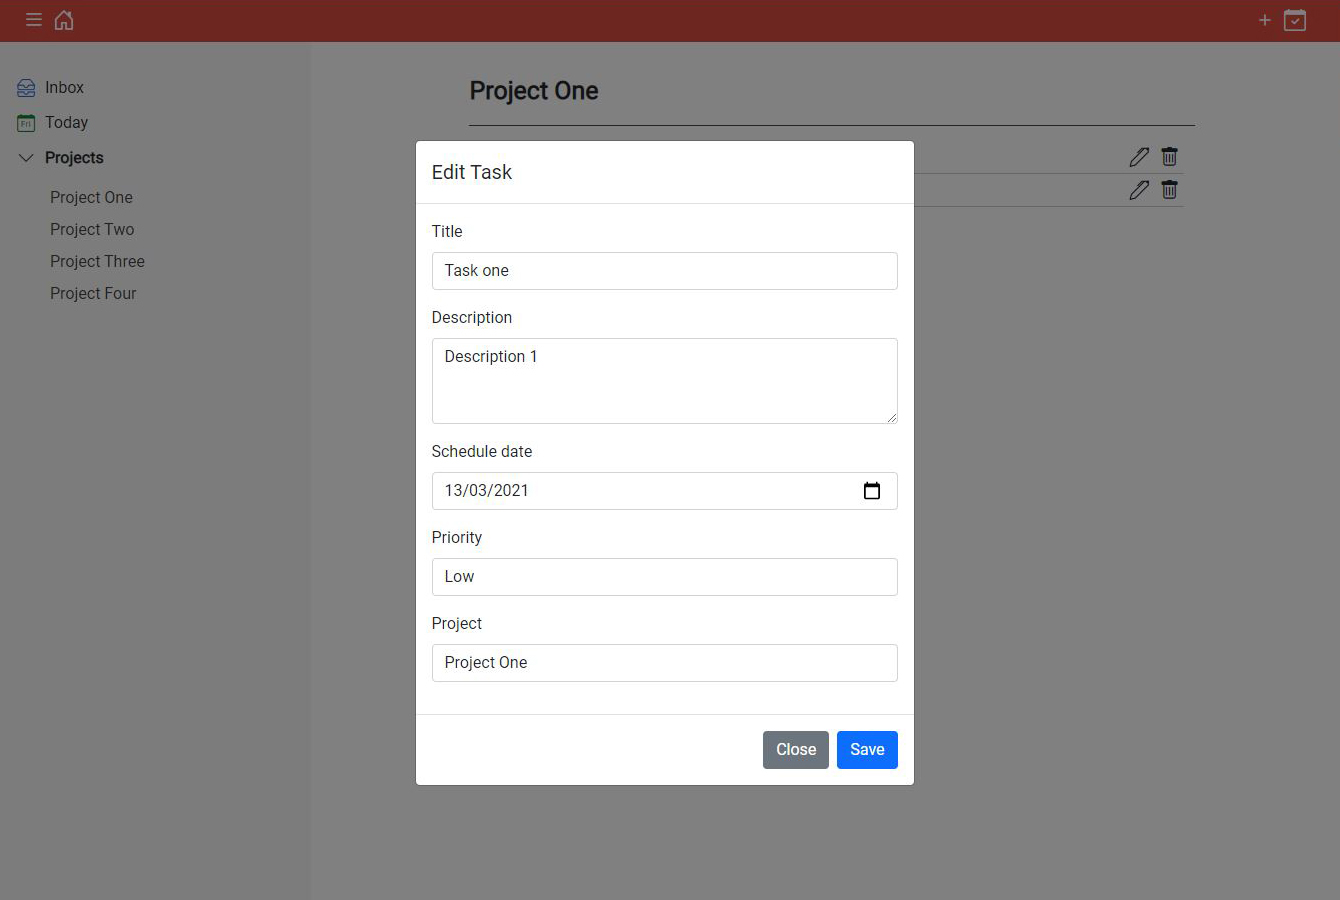 Inbox
Fri
Today
Projects
Project One
Project Two
Project Three
Project Four
Project One
Edit Task
Title
Task one
Description
Description 1
Schedule date
13/03/2021
Priority
Low
Project
Project One
Close Save